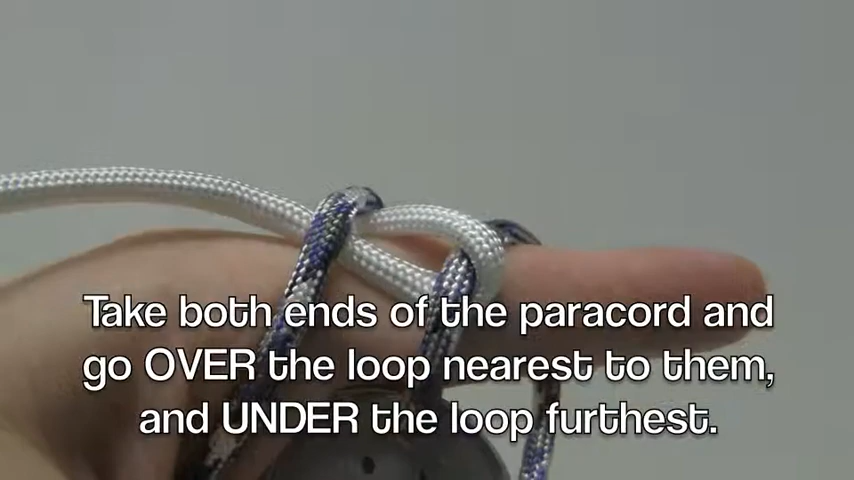 Take both ends of the paracord and
go OVER the loop nearest to them,
and UNDER the loop furthest.